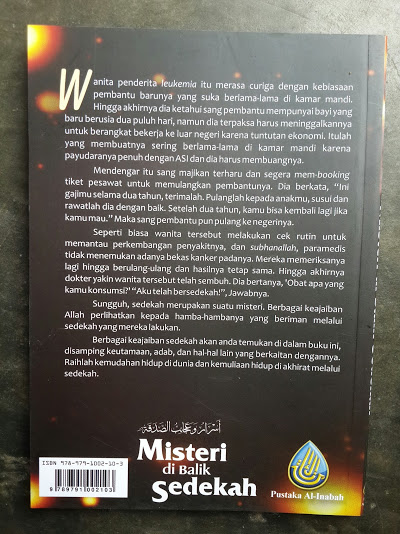 Wanita penderita leukemia itu merasa curiga dengan kebiasaan
pembantu barunya yang suka berlama-lama di kamar mandi.
Hingga akhirnya dia ketahui sang pembantu mempunyai bayi yang
baru berusia dua puluh hari, namun dia terpaksa harus meninggalkannya
untuk berangkat bekerja ke luar negeri karena tuntutan ekonomi. Itulah
yang membuatnya sering berlama-lama di kamar mandi karena
payudaranya penuh dengan ASI dan dia harus membuangnya.
Mendengar itu sang majikan terharu dan segera mem-booking
tiket pesawat untuk memulangkan pembantunya. Dia berkata, “Ini
gajimu selama dua tahun, terimalah. Pulanglah kepada anakmu, susui dan
rawatlah dia dengan baik. Setelah dua tahun, kamu bisa kembali lagi jika
kamu mau.” Maka sang pembantu pun pulang ke negerinya.
Seperti biasa wanita tersebut melakukan cek rutin untuk
memantau perkembangan penyakitnya, dan subhanallah, paramedis
tidak menemukan adanya bekas kanker padanya. Mereka memeriksanya
lagi hingga berulang-ulang dan hasilnya tetap sama. Hingga akhirnya
dokter yakin wanita tersebut telah sembuh. Dia bertanya, 'Obat apa yang
kamu konsumsi?' “Aku telah bersedekah!”, Jawabnya.
Sungguh, sedekah merupakan suatu misteri. Berbagai keajaiban
Allah perlihatkan kepada hamba-hambanya yang beriman melalui
sedekah yang mereka lakukan.
Berbagai keajaiban sedekah akan anda temukan di dalam buku ini,
disamping keutamaan, adab, dan hal-hal lain yang berkaitan dengannya.
Raihlah kemudahan hidup di dunia dan kemuliaan hidup di akhirat melalui
sedekah.
أسرار وعجايب الصدقة
Misteri
di Balik
Sedekah
Pustaka Al-Inabah
ISBN 978-979-1002-10-3
9789791002103